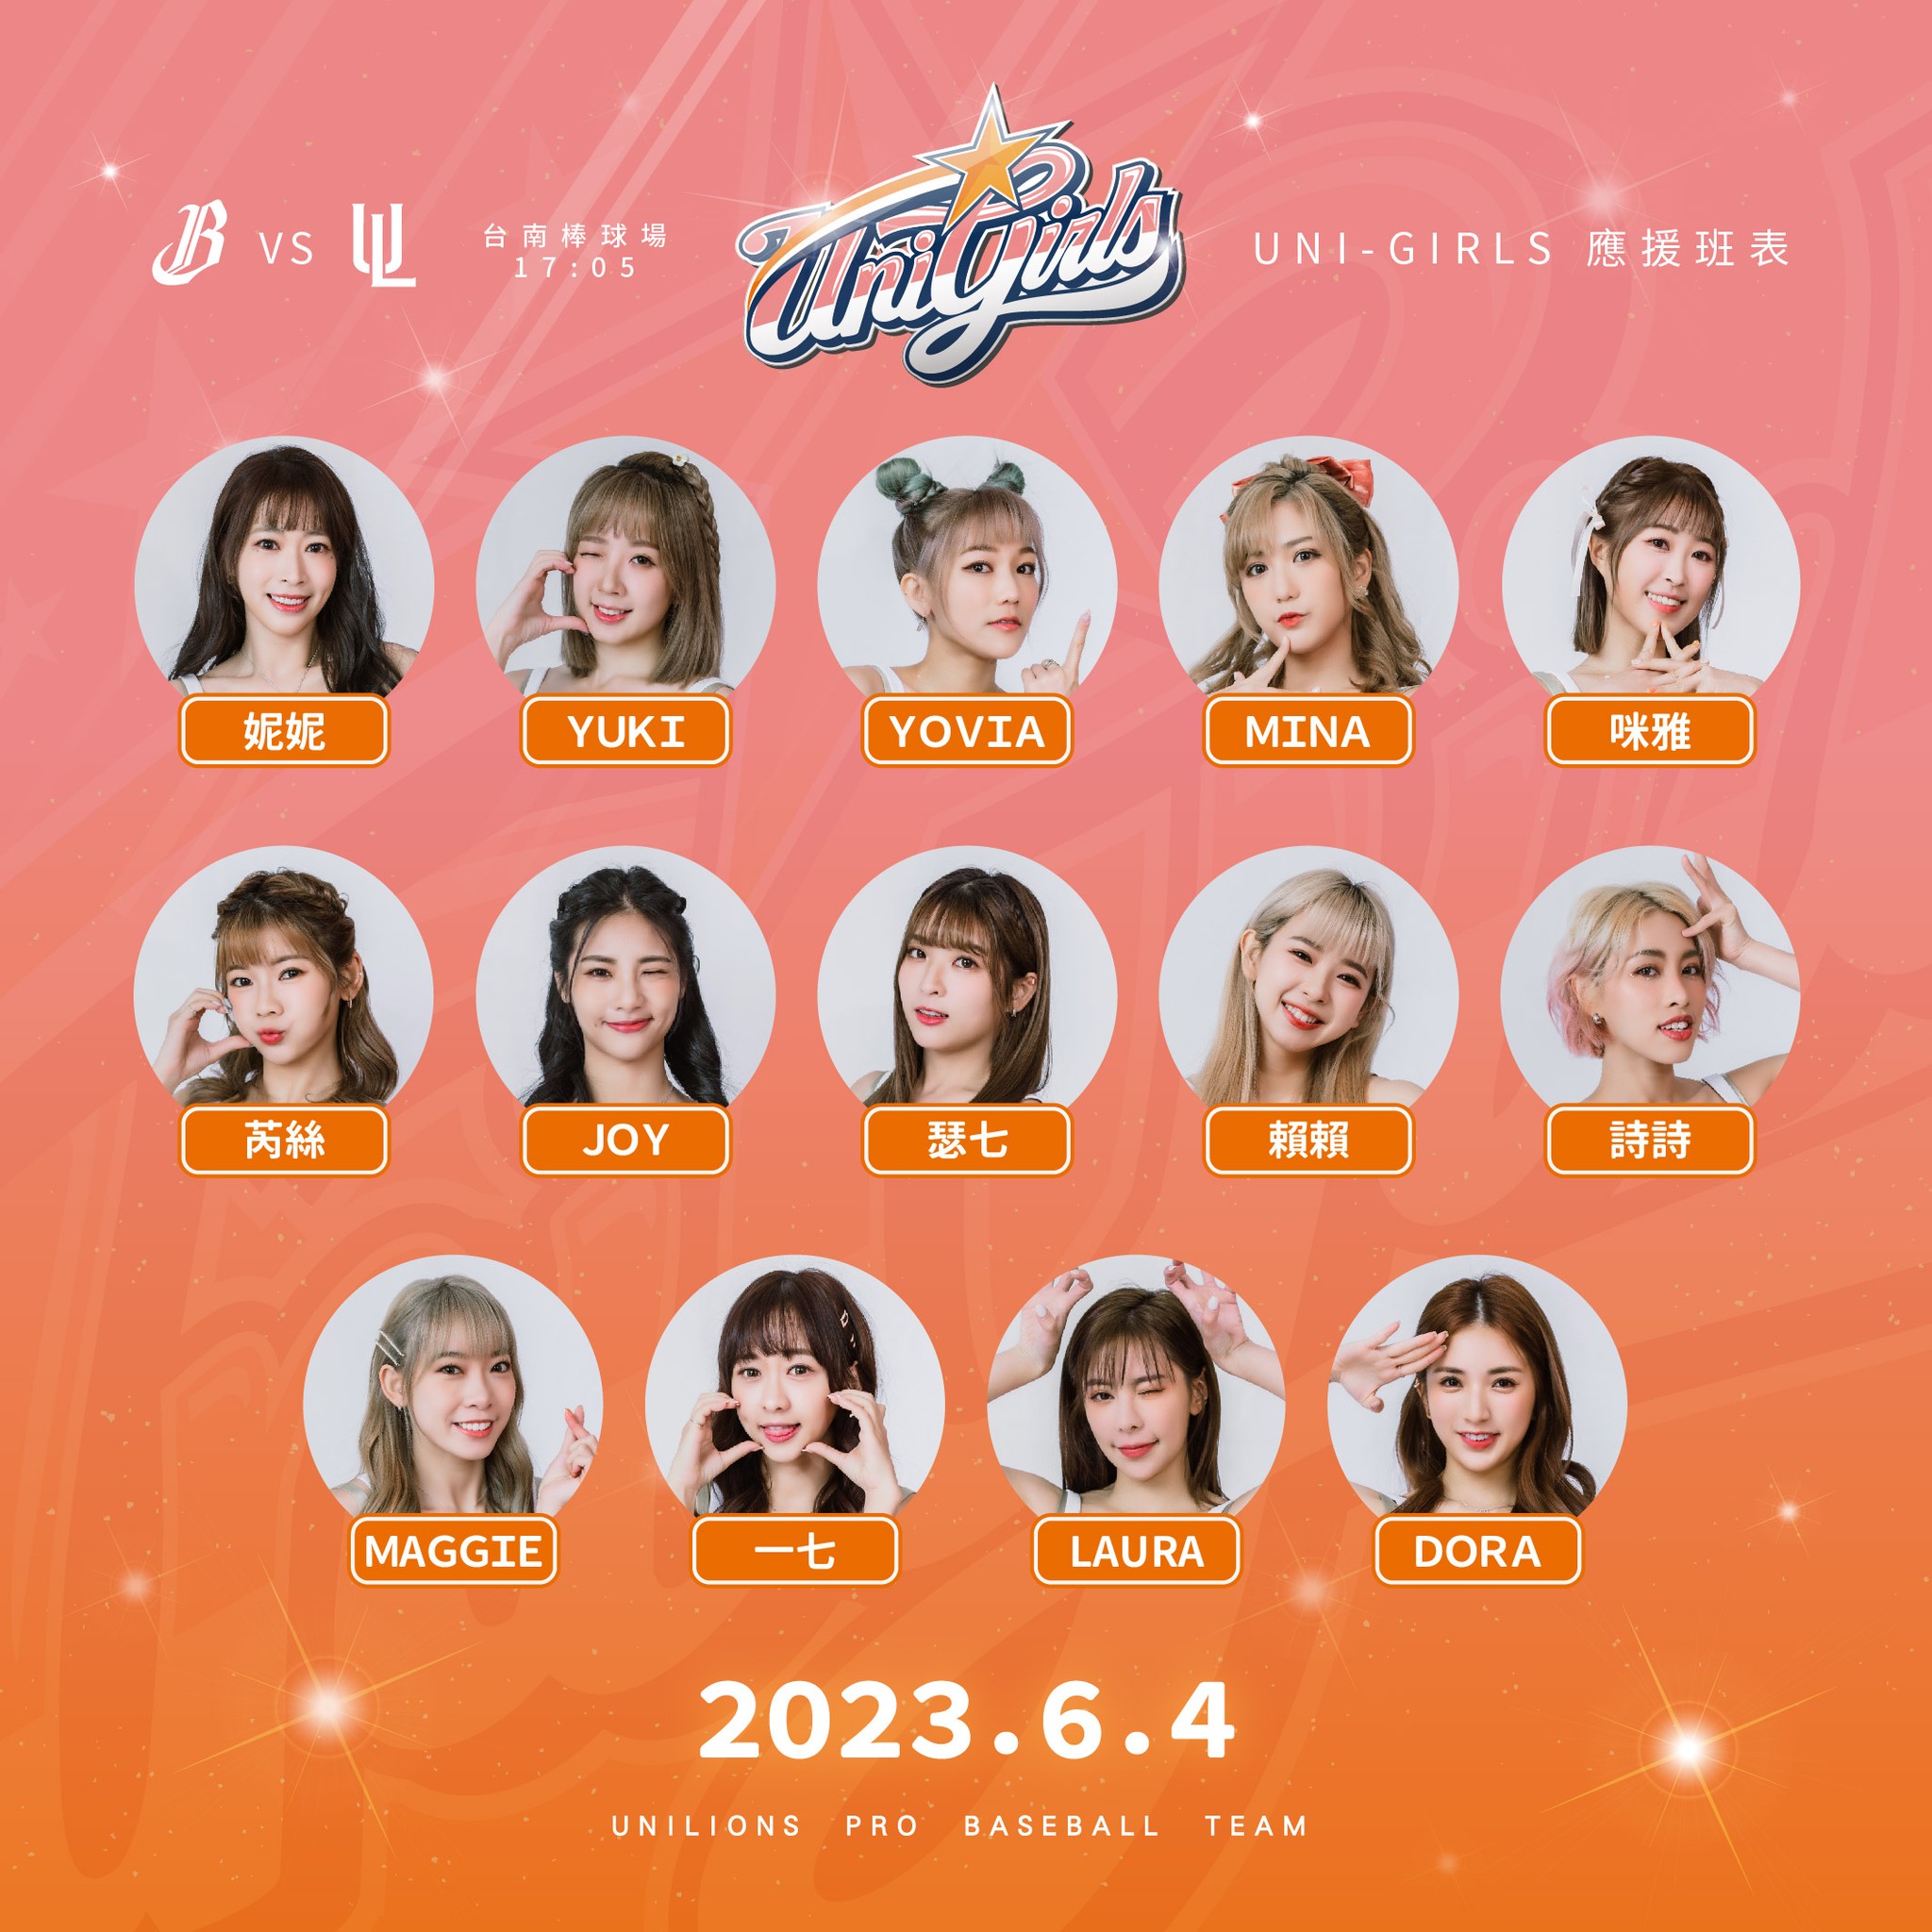 B VS UL
台南棒球場
17:05
UniGirls
UNI-GIRLS 應援班表
妮妮
YUKI
YOVIA
MINA
咪雅
芮絲
JOY
瑟七
賴賴
詩詩
MAGGIE
一七
LAURA
DORA
2023.6.4
UNILIONS PRO BASEBALL TEAM